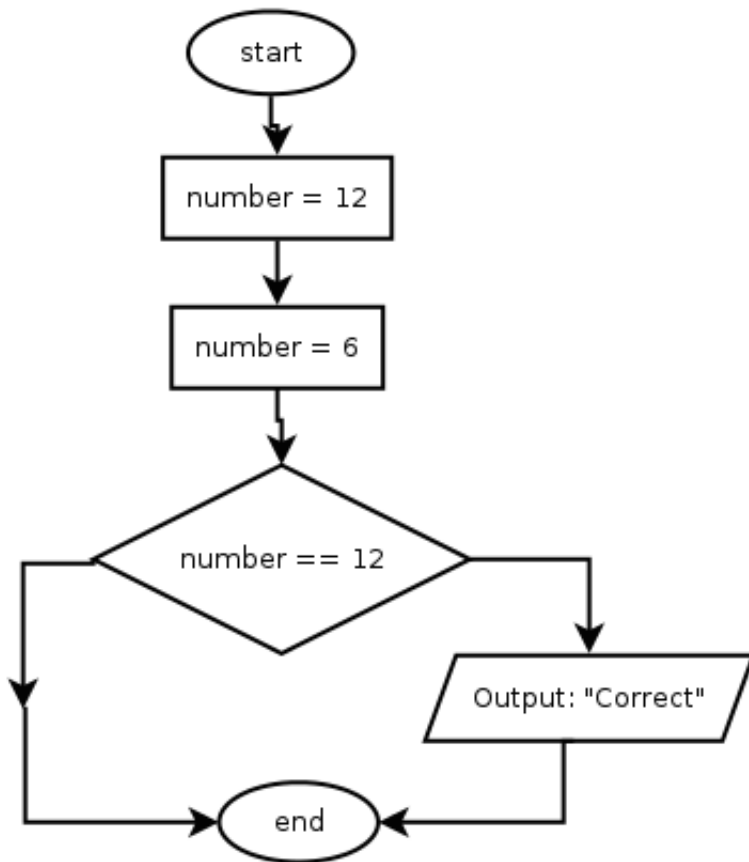 start
number = 12
number = 6
number == 12
Output: "Correct"
end